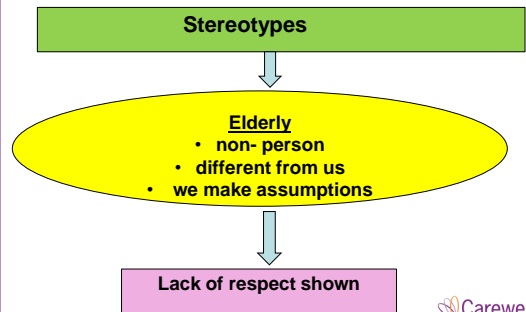 Stereotypes
Elderly
• non- person
• different from us
• we make assumptions
Lack of respect shown
Carewe